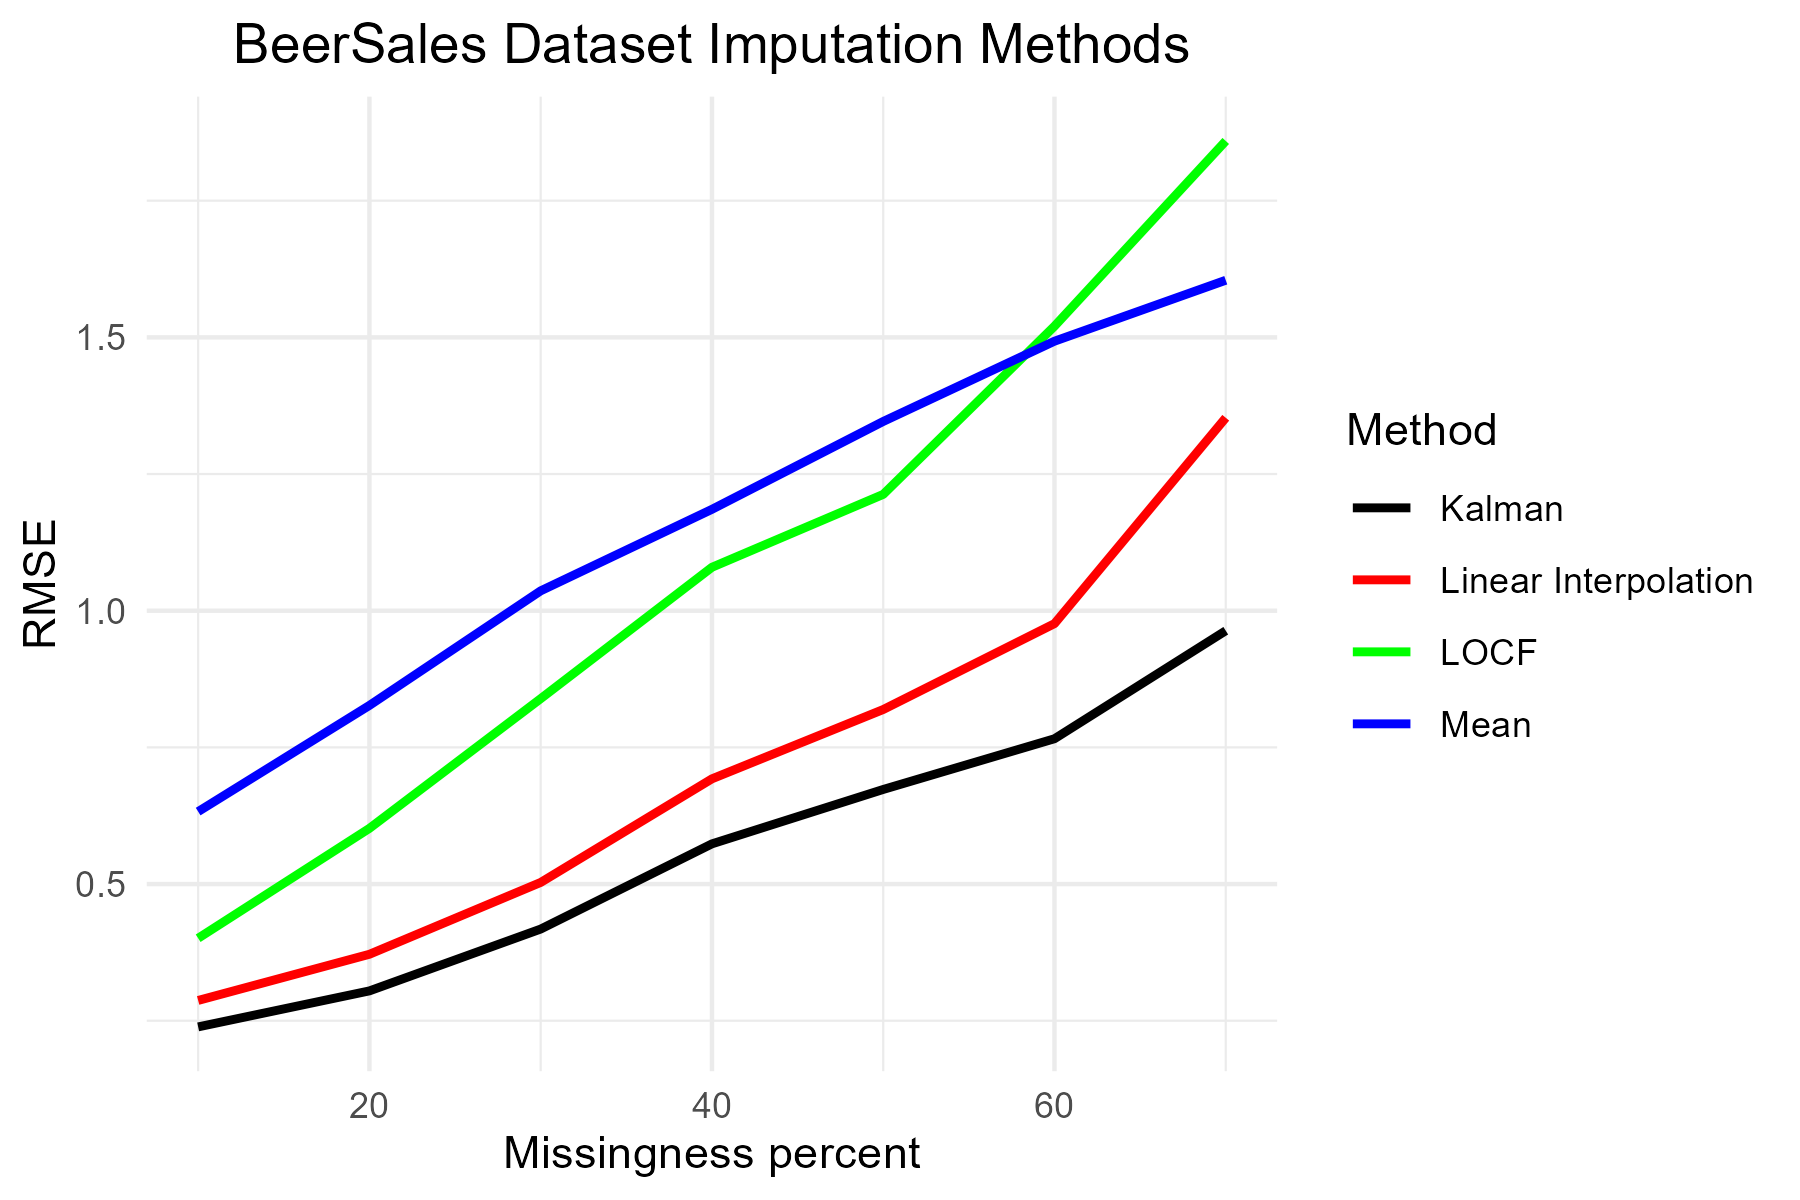 BeerSales Dataset Imputation Methods
RMSE
1.5
1.0
0.5
20 40 60
Missingness percent
Method
Kalman
Linear Interpolation
LOCF
Mean